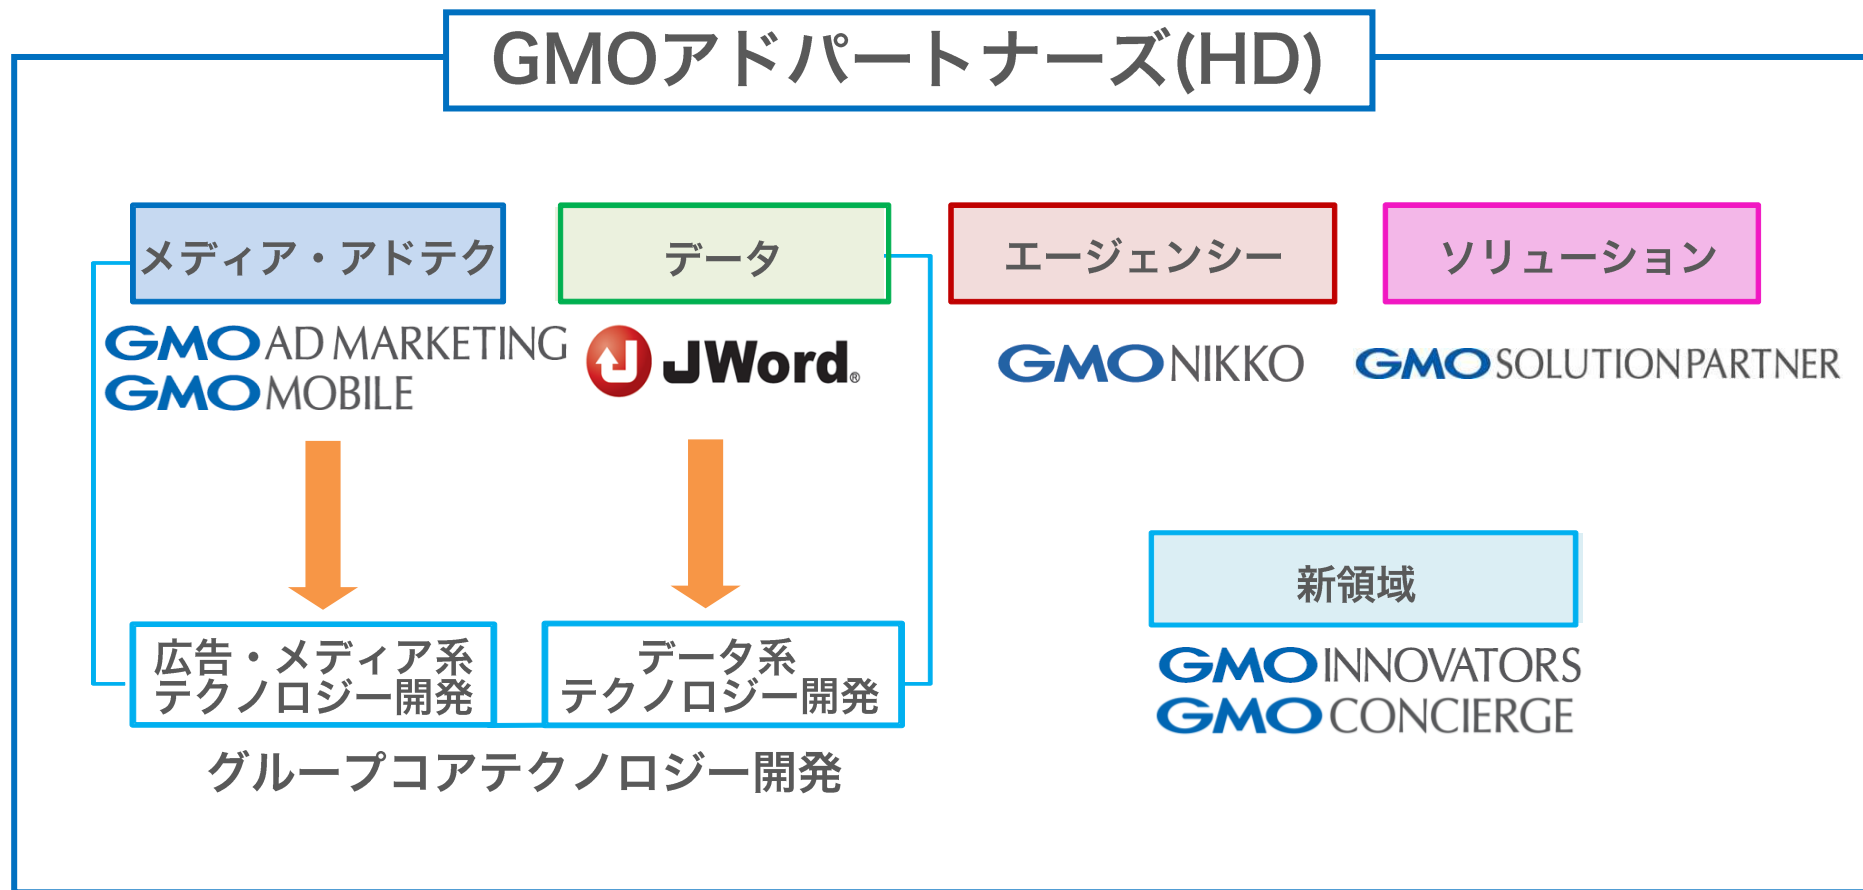 GMOアドパートナーズ(HD)
メディア・アドテク
データ
エージェンシー
ソリューション
GMO AD MARKETING
GMO MOBILE
JWord®
GMO NIKKO
GMO SOLUTION PARTNER
広告・メディア系
テクノロジー開発
データ系
テクノロジー開発
グループコアテクノロジー開発
新領域
GMO INNOVATORS
GMO CONCIERGE